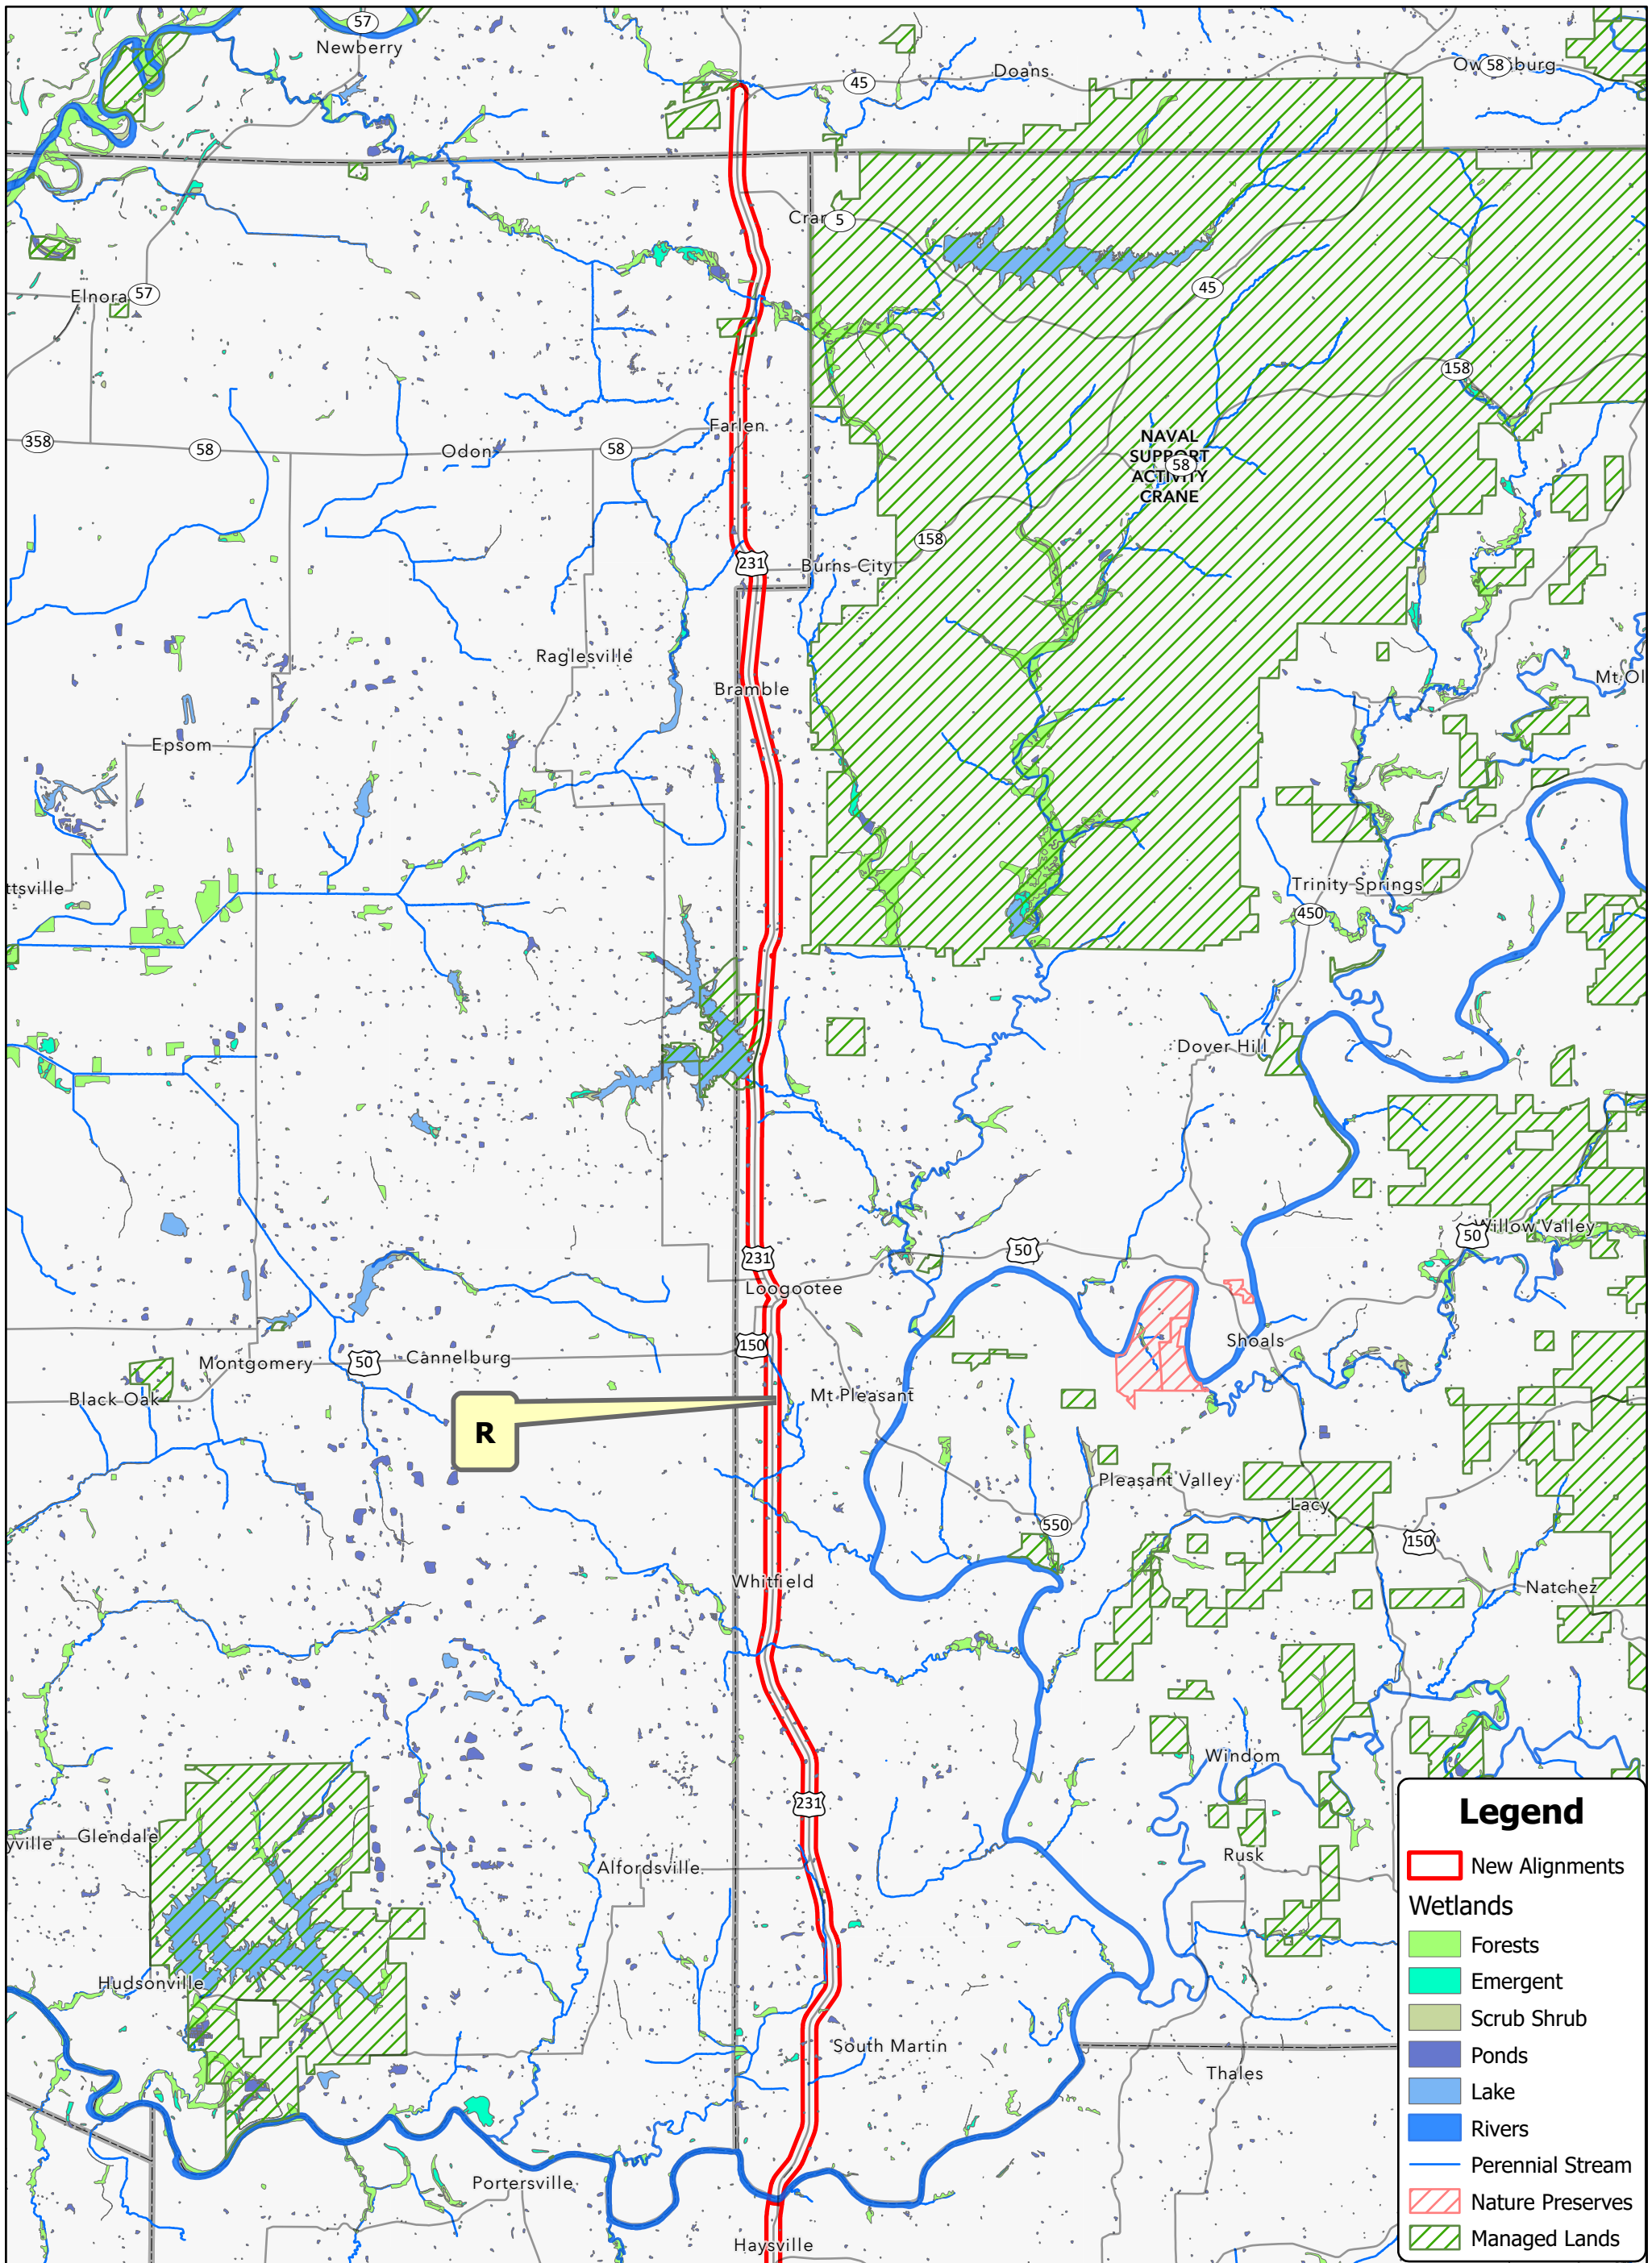 57
Newberry
45
Doans
58
Crane
5
57
Elnora
45
158
358
58
Odon
58
Farlen
NAVAL
SUPPORT
58
ACTIVITY
CRANE
158
231
Burns City
Raglesville
Bramble
Mt Ol
Epsom
ttsville
Trinity Springs
450
Dover Hill
Willow Valley
50
50
231
Loogootee
Shoals
150
Montgomery
50
Cannelburg
Black Oak
Mt Pleasant
R
Pleasant Valley
Lacy
550
150
Whitfield
Natchez
Windom
231
yville
Glendale
Alfordsville
Rusk
Hudsonville
South Martin
Thales
Portersville
Haysville
Legend
New Alignments
Wetlands
Forests
Emergent
Scrub Shrub
Ponds
Lake
Rivers
Perennial Stream
Nature Preserves
Managed Lands